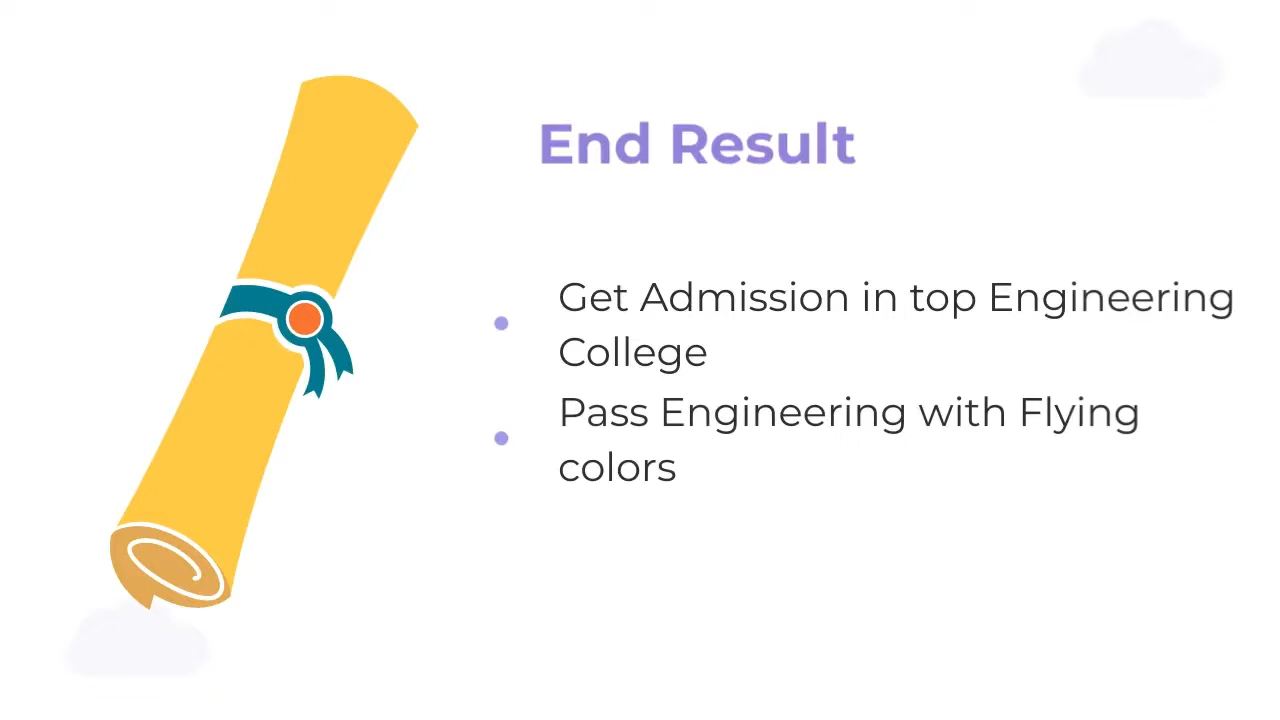 End Result
Get Admission in top Engineering
College
Pass Engineering with Flying
colors